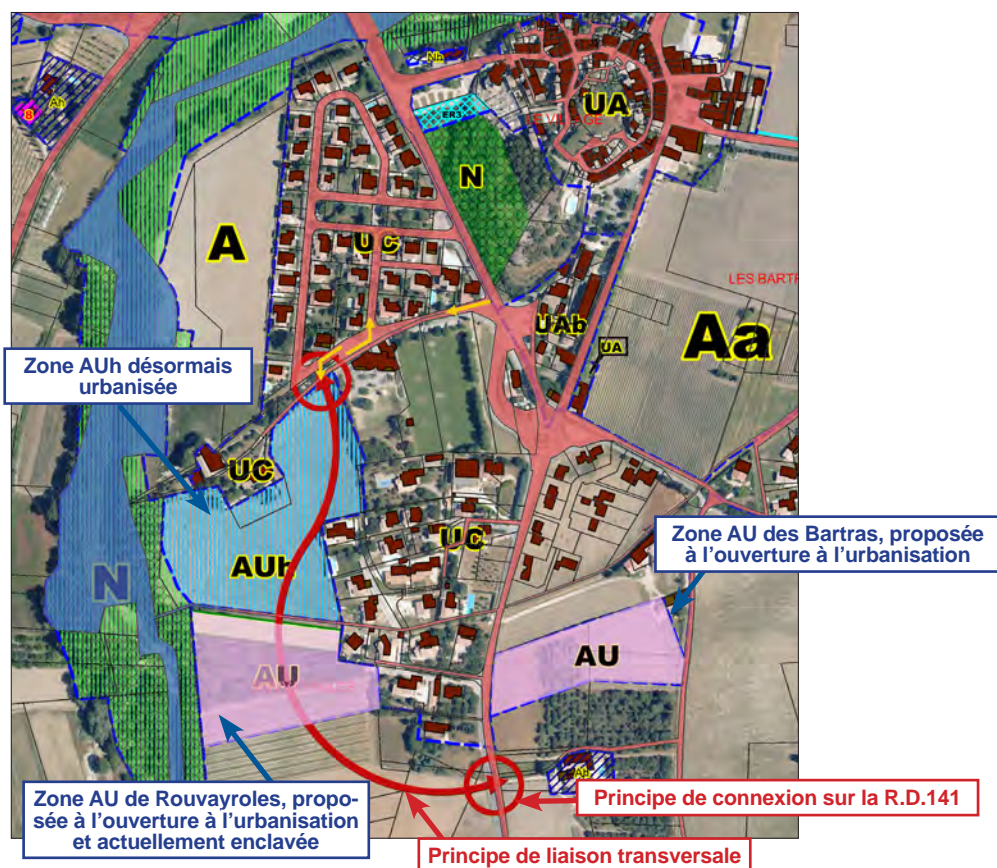 Nh
Ah
8
UA
LE VILLAGE
ER3
N
A
UC
LES BARTR
UAb
UA
Aa
Zone AUh désormais
urbanisée
UC
Zone AU des Bartras, proposée
à l'ouverture à l'urbanisation
UC
AUh
N
AU
AU
Ah
Zone AU de Rouvayroles, propo-
sée à l'ouverture à l'urbanisation
et actuellement enclavée
Principe de connexion sur la R.D.141
Principe de liaison transversale